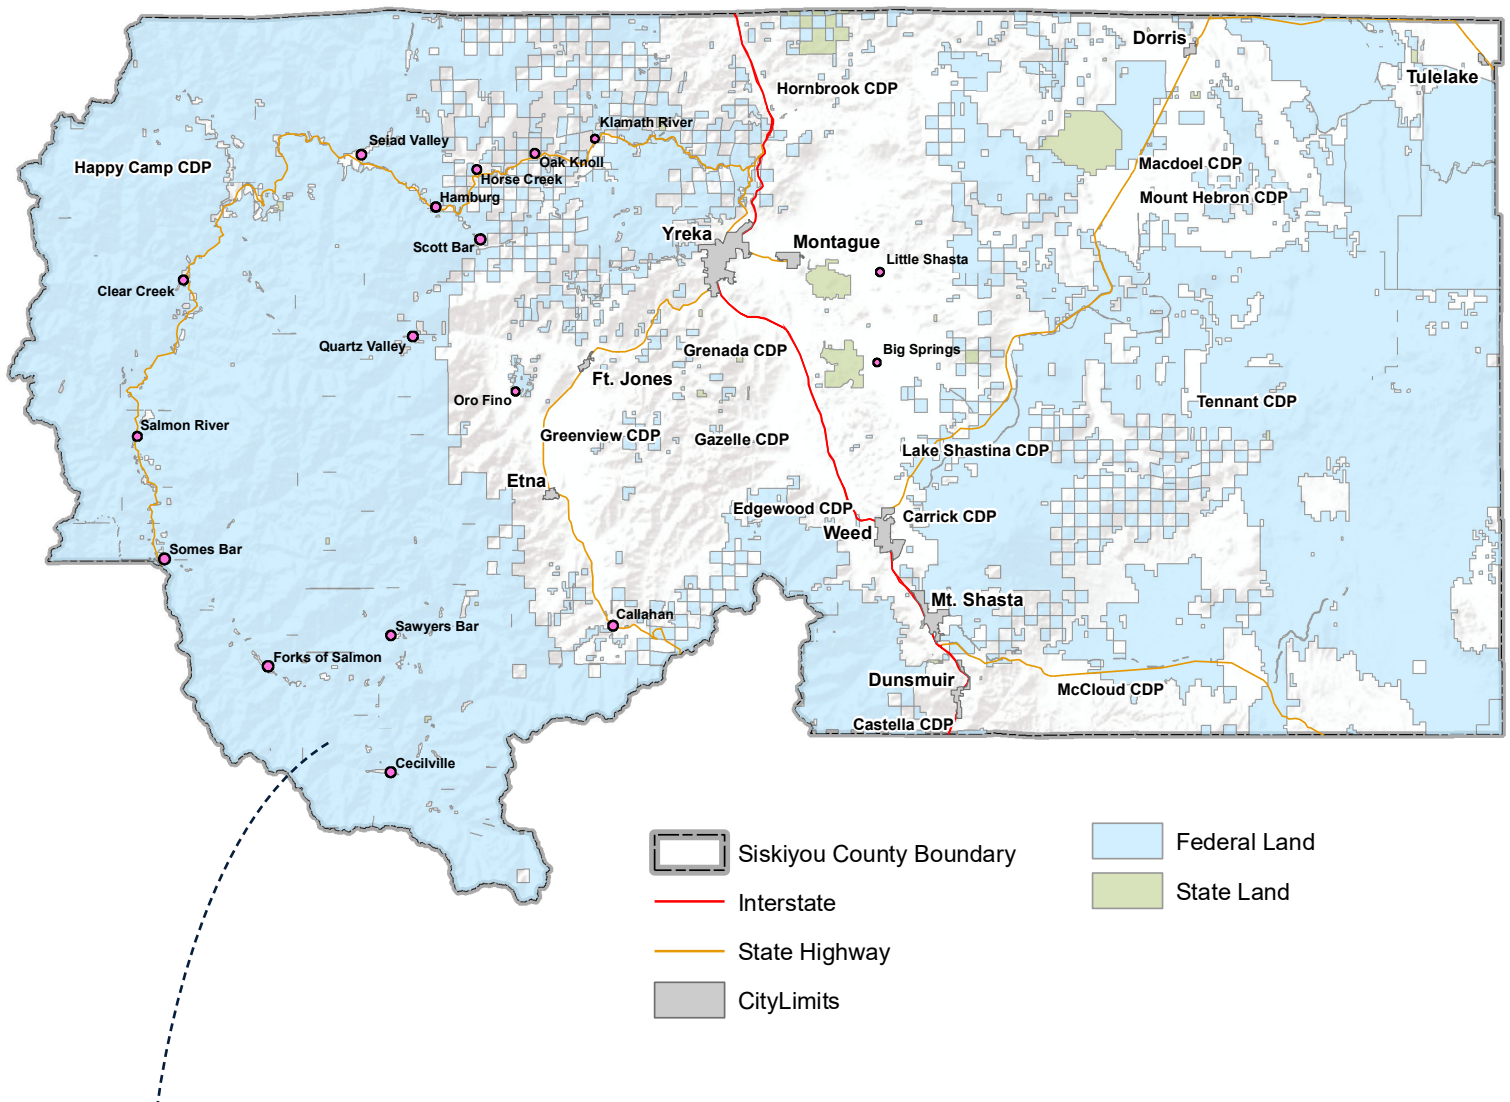 Dorris
Tulelake
Hornbrook CDP
Klamath River
Seiad Valley
Oak Knoll
Happy Camp CDP
Horse Creek
Macdoel CDP
Hamburg
Mount Hebron CDP
Yreka
Scott Bar
Montague
Little Shasta
Clear Creek
Quartz Valley
Grenada CDP
Big Springs
Ft. Jones
Oro Fino
Tennant CDP
Salmon River
Greenview CDP
Gazelle CDP
Lake Shastina CDP
Etna
Edgewood CDP
Carrick CDP
Weed
Somes Bar
Mt. Shasta
Callahan
Sawyers Bar
Forks of Salmon
Dunsmuir
McCloud CDP
Castella CDP
Cecilville
Siskiyou County Boundary
Interstate
State Highway
CityLimits
Federal Land
State Land